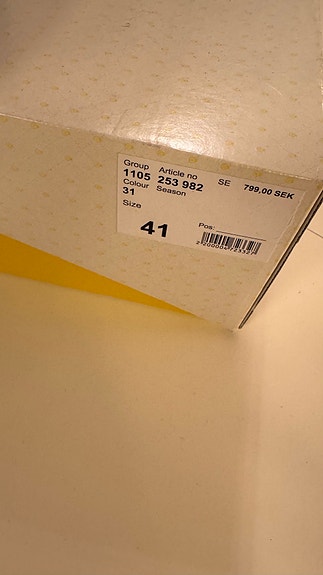 Group Article no SE 799,00 SEK
1105 253 982
Colour Season
31
Size
41
Pos: